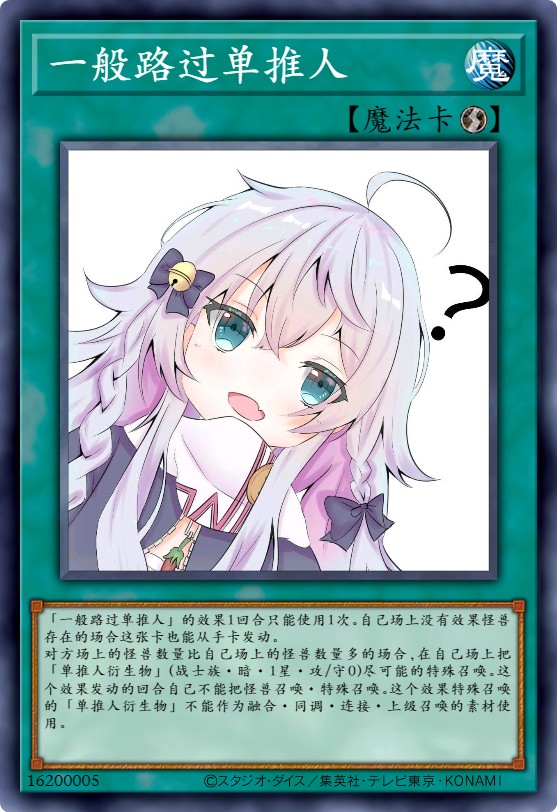 一般路过单推人
魔
【魔法卡】
?
「一般路过单推人」的效果1回合只能使用1次。自己场上没有效果怪兽
存在的场合这张卡也能从手卡发动。
对方场上的怪兽数量比自己场上的怪兽数量多的场合,在自己场上把
「单推人衍生物」(战士族・暗・1星・攻/守0)尽可能的特殊召唤。这
个效果发动的回合自己不能把怪兽召唤・特殊召唤。这个效果特殊召唤
的「单推人衍生物」不能作为融合・同调・连接・上级召唤的素材使
用。
16200005 ©スタジオ・ダイス/集英社・テレビ東京・KONAMI